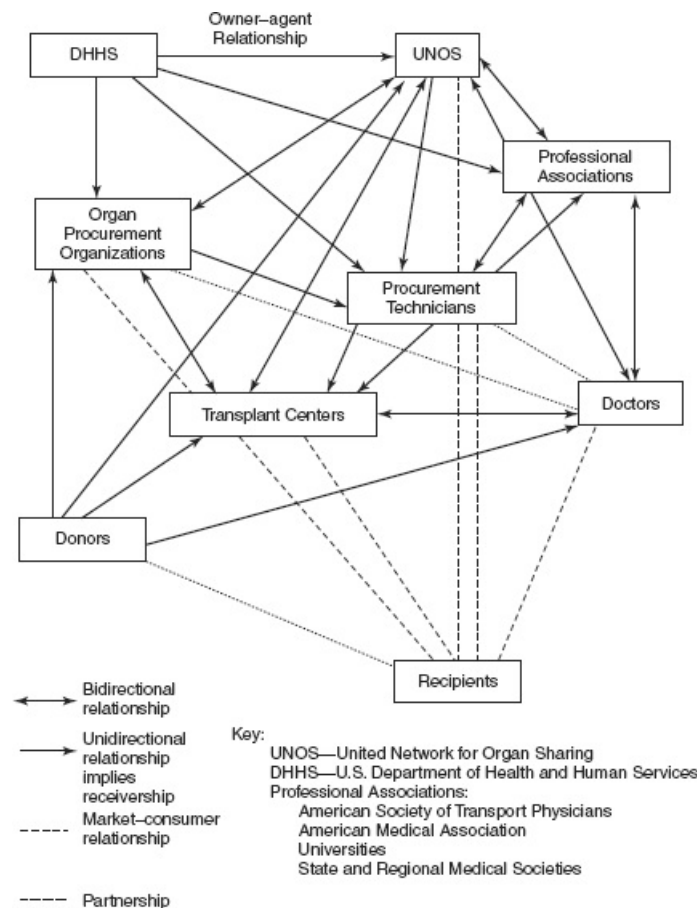 Owner–agent
Relationship
DHHS
UNOS
Professional
Associations
Organ
Procurement
Organizations
Procurement
Technicians
Doctors
Transplant Centers
Donors
Recipients
Bidirectional
relationship
Unidirectional
relationship
implies
receivership
Market–consumer
relationship
Partnership
Key:
UNOS—United Network for Organ Sharing
DHHS—U.S. Department of Health and Human Services
Professional Associations:
American Society of Transport Physicians
American Medical Association
Universities
State and Regional Medical Societies